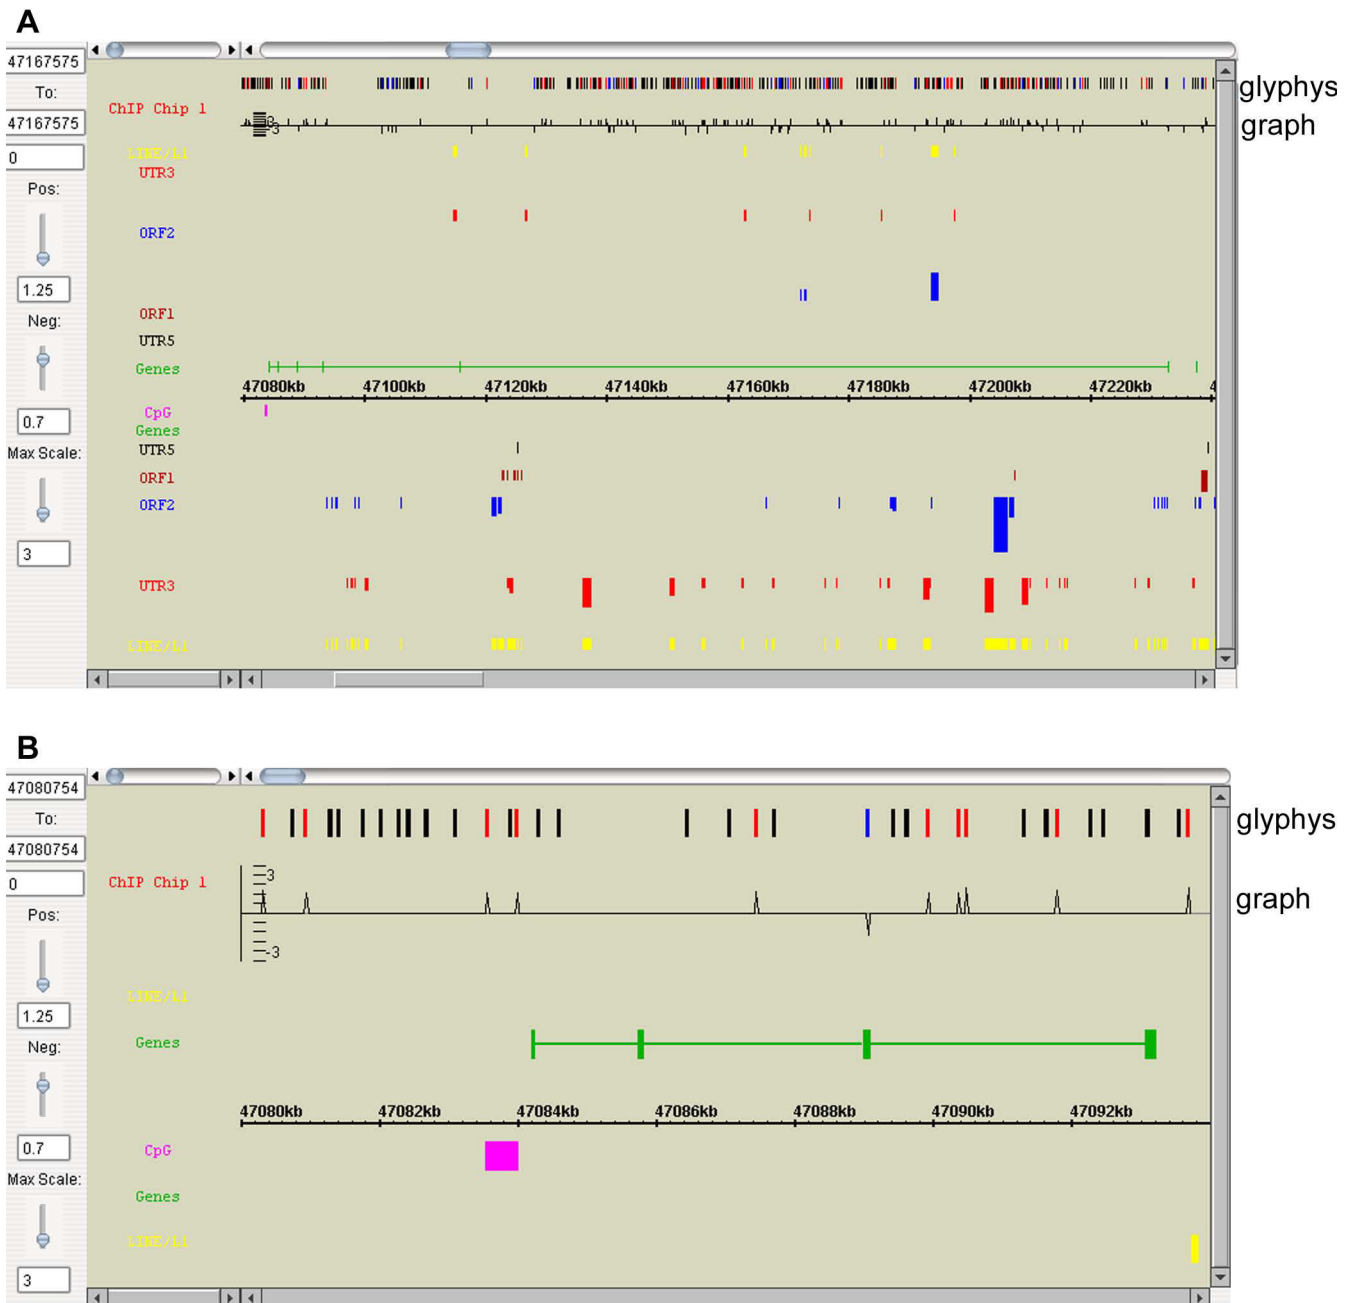 A
47167575
To:
47167575
0
Pos:
1.25
Neg:
0.7
Max Scale:
3
glyphys
ChIP Chip 1
3
-3
graph
LINE/L1
UTR3
ORF2
ORF1
UTR5
Genes
47080kb 47100kb 47120kb 47140kb 47160kb 47180kb 47200kb 47220kb 4
CpG
Genes
UTR5
ORF1
ORF2
UTR3
LINE/L1
B
47080754
To:
47080754
0
Pos:
1.25
Neg:
0.7
Max Scale:
3
glyphys
ChIP Chip 1
3
-3
graph
LINE/L1
Genes
47080kb 47082kb 47084kb 47086kb 47088kb 47090kb 47092kb
CpG
Genes
LINE/L1